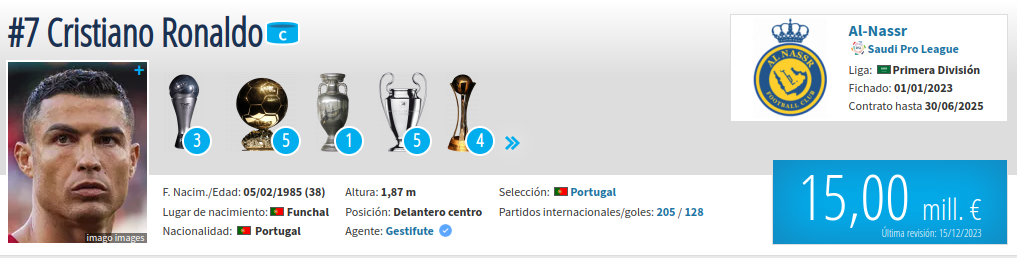 #7 Cristiano Ronaldo C
+
imago images
3 5 1 5 4
F. Nacim./Edad: 05/02/1985 (38)
Lugar de nacimiento: Funchal
Nacionalidad: Portugal
Altura: 1,87 m
Posición: Delantero centro
Agente: Gestifute
Selección: Portugal
Partidos internacionales/goles: 205 / 128
AL NASSR
FOOTBALL CLUB
Al-Nassr
Saudi Pro League
Liga: Primera División
Fichado: 01/01/2023
Contrato hasta 30/06/2025
15,00 mill. €
Última revisión: 15/12/2023